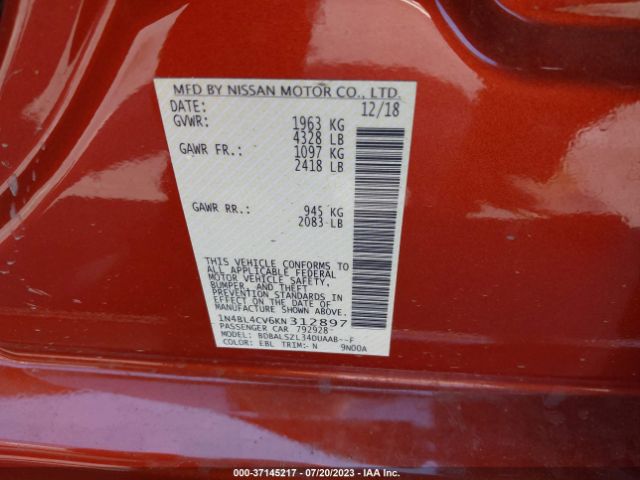 MFD BY NISSAN MOTOR CO., LTD.
DATE: 12/18
GVWR: 1963 KG
4328 LB
GAWR FR.: 1097 KG
2418 LB
GAWR RR.: 945 KG
2083 LB
THIS VEHICLE CONFORMS TO
ALL APPLICABLE FEDERAL
MOTOR VEHICLE SAFETY,
BUMPER, AND THEFT
PREVENTION STANDARDS IN
EFFECT ON THE DATE OF
MANUFACTURE SHOWN ABOVE.
1N4BL4CV6KN312897
PASSENGER CAR 792928-
MODEL: BDBALSZL34OUAAB--F
COLOR: EBL TRIM:- N 9N00A
000-37145217 - 07/20/2023 - IAA Inc.